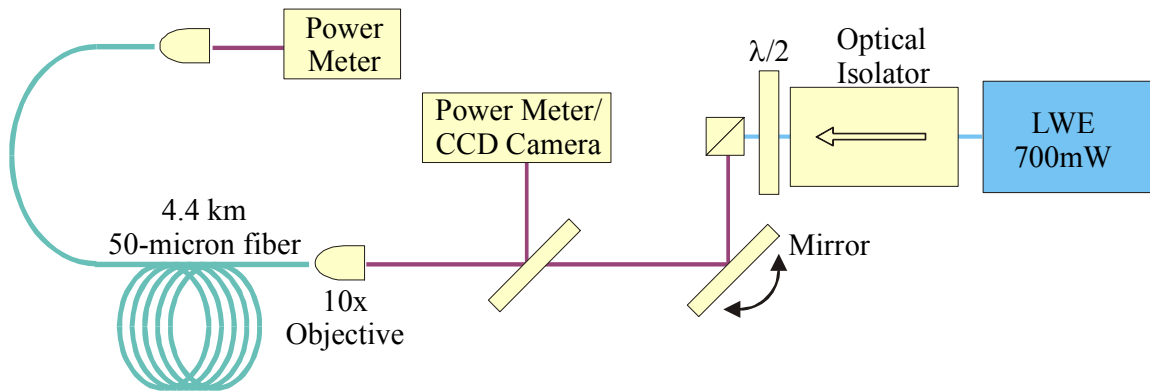 Power
Meter
Power Meter/
CCD Camera
λ/2
Optical
Isolator
LWE
700mW
4.4 km
50-micron fiber
10x
Objective
Mirror